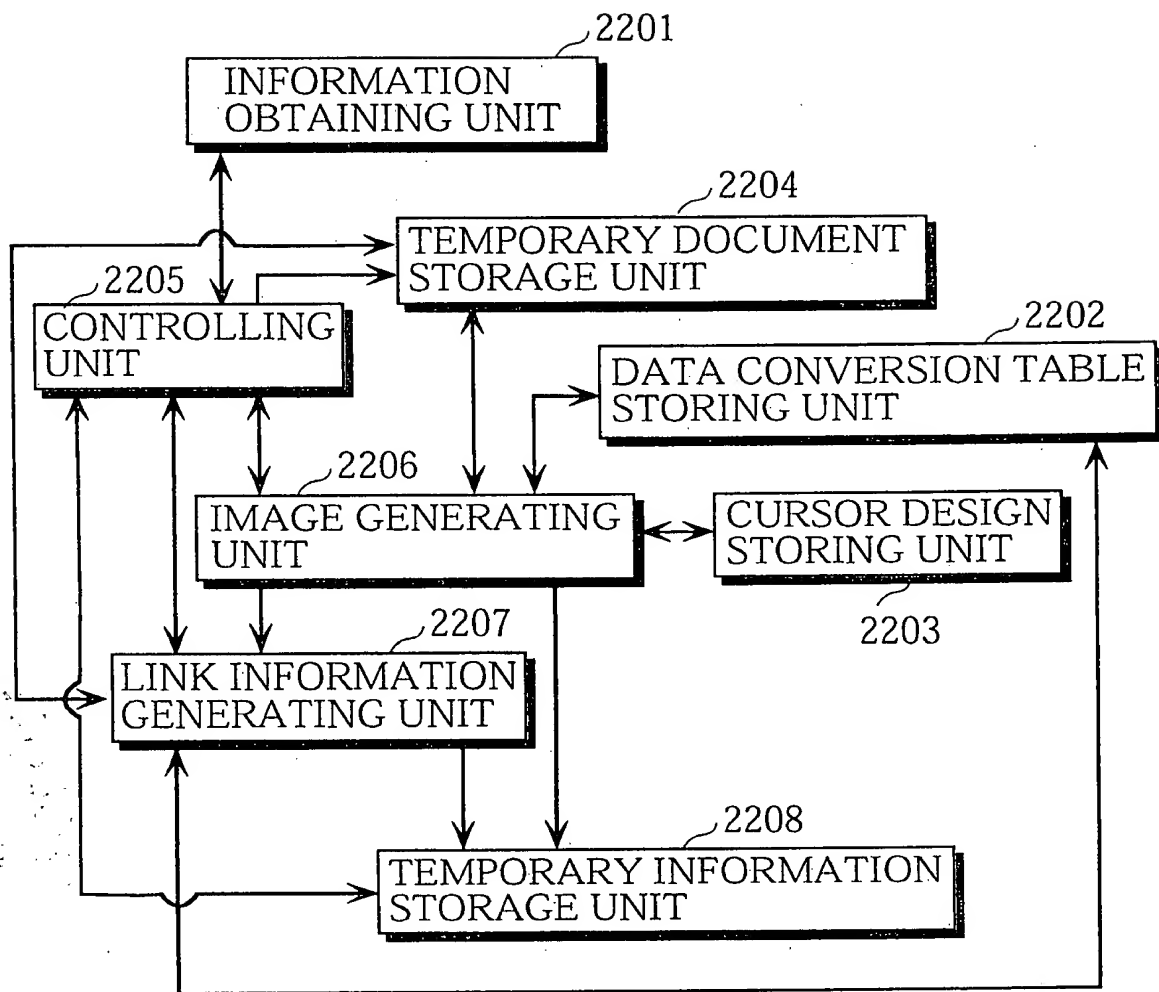 2201
INFORMATION
OBTAINING UNIT
2204
TEMPORARY DOCUMENT
STORAGE UNIT
2205
CONTROLLING
UNIT
2202
DATA CONVERSION TABLE
STORING UNIT
2206
IMAGE GENERATING
UNIT
CURSOR DESIGN
STORING UNIT
2203
2207
LINK INFORMATION
GENERATING UNIT
2208
TEMPORARY INFORMATION
STORAGE UNIT